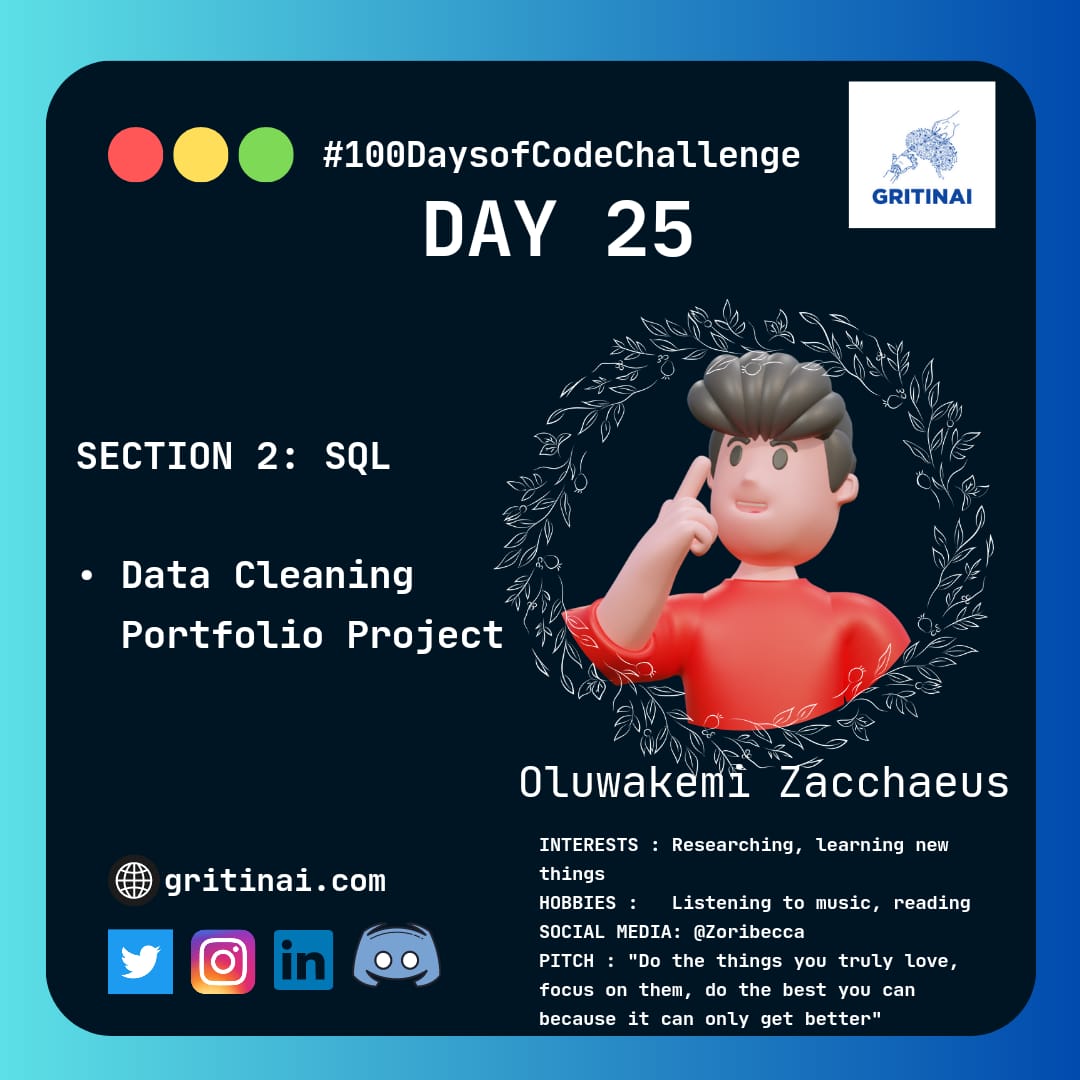 #100DaysofCodeChallenge
DAY 25
GRITINAI
SECTION 2: SQL
• Data Cleaning
Portfolio Project
Oluwakemi Zacchaeus
INTERESTS : Researching, learning new
things
HOBBIES :   Listening to music, reading
SOCIAL MEDIA: @Zoribecca
PITCH : "Do the things you truly love,
focus on them, do the best you can
because it can only get better"
gritinai.com
in